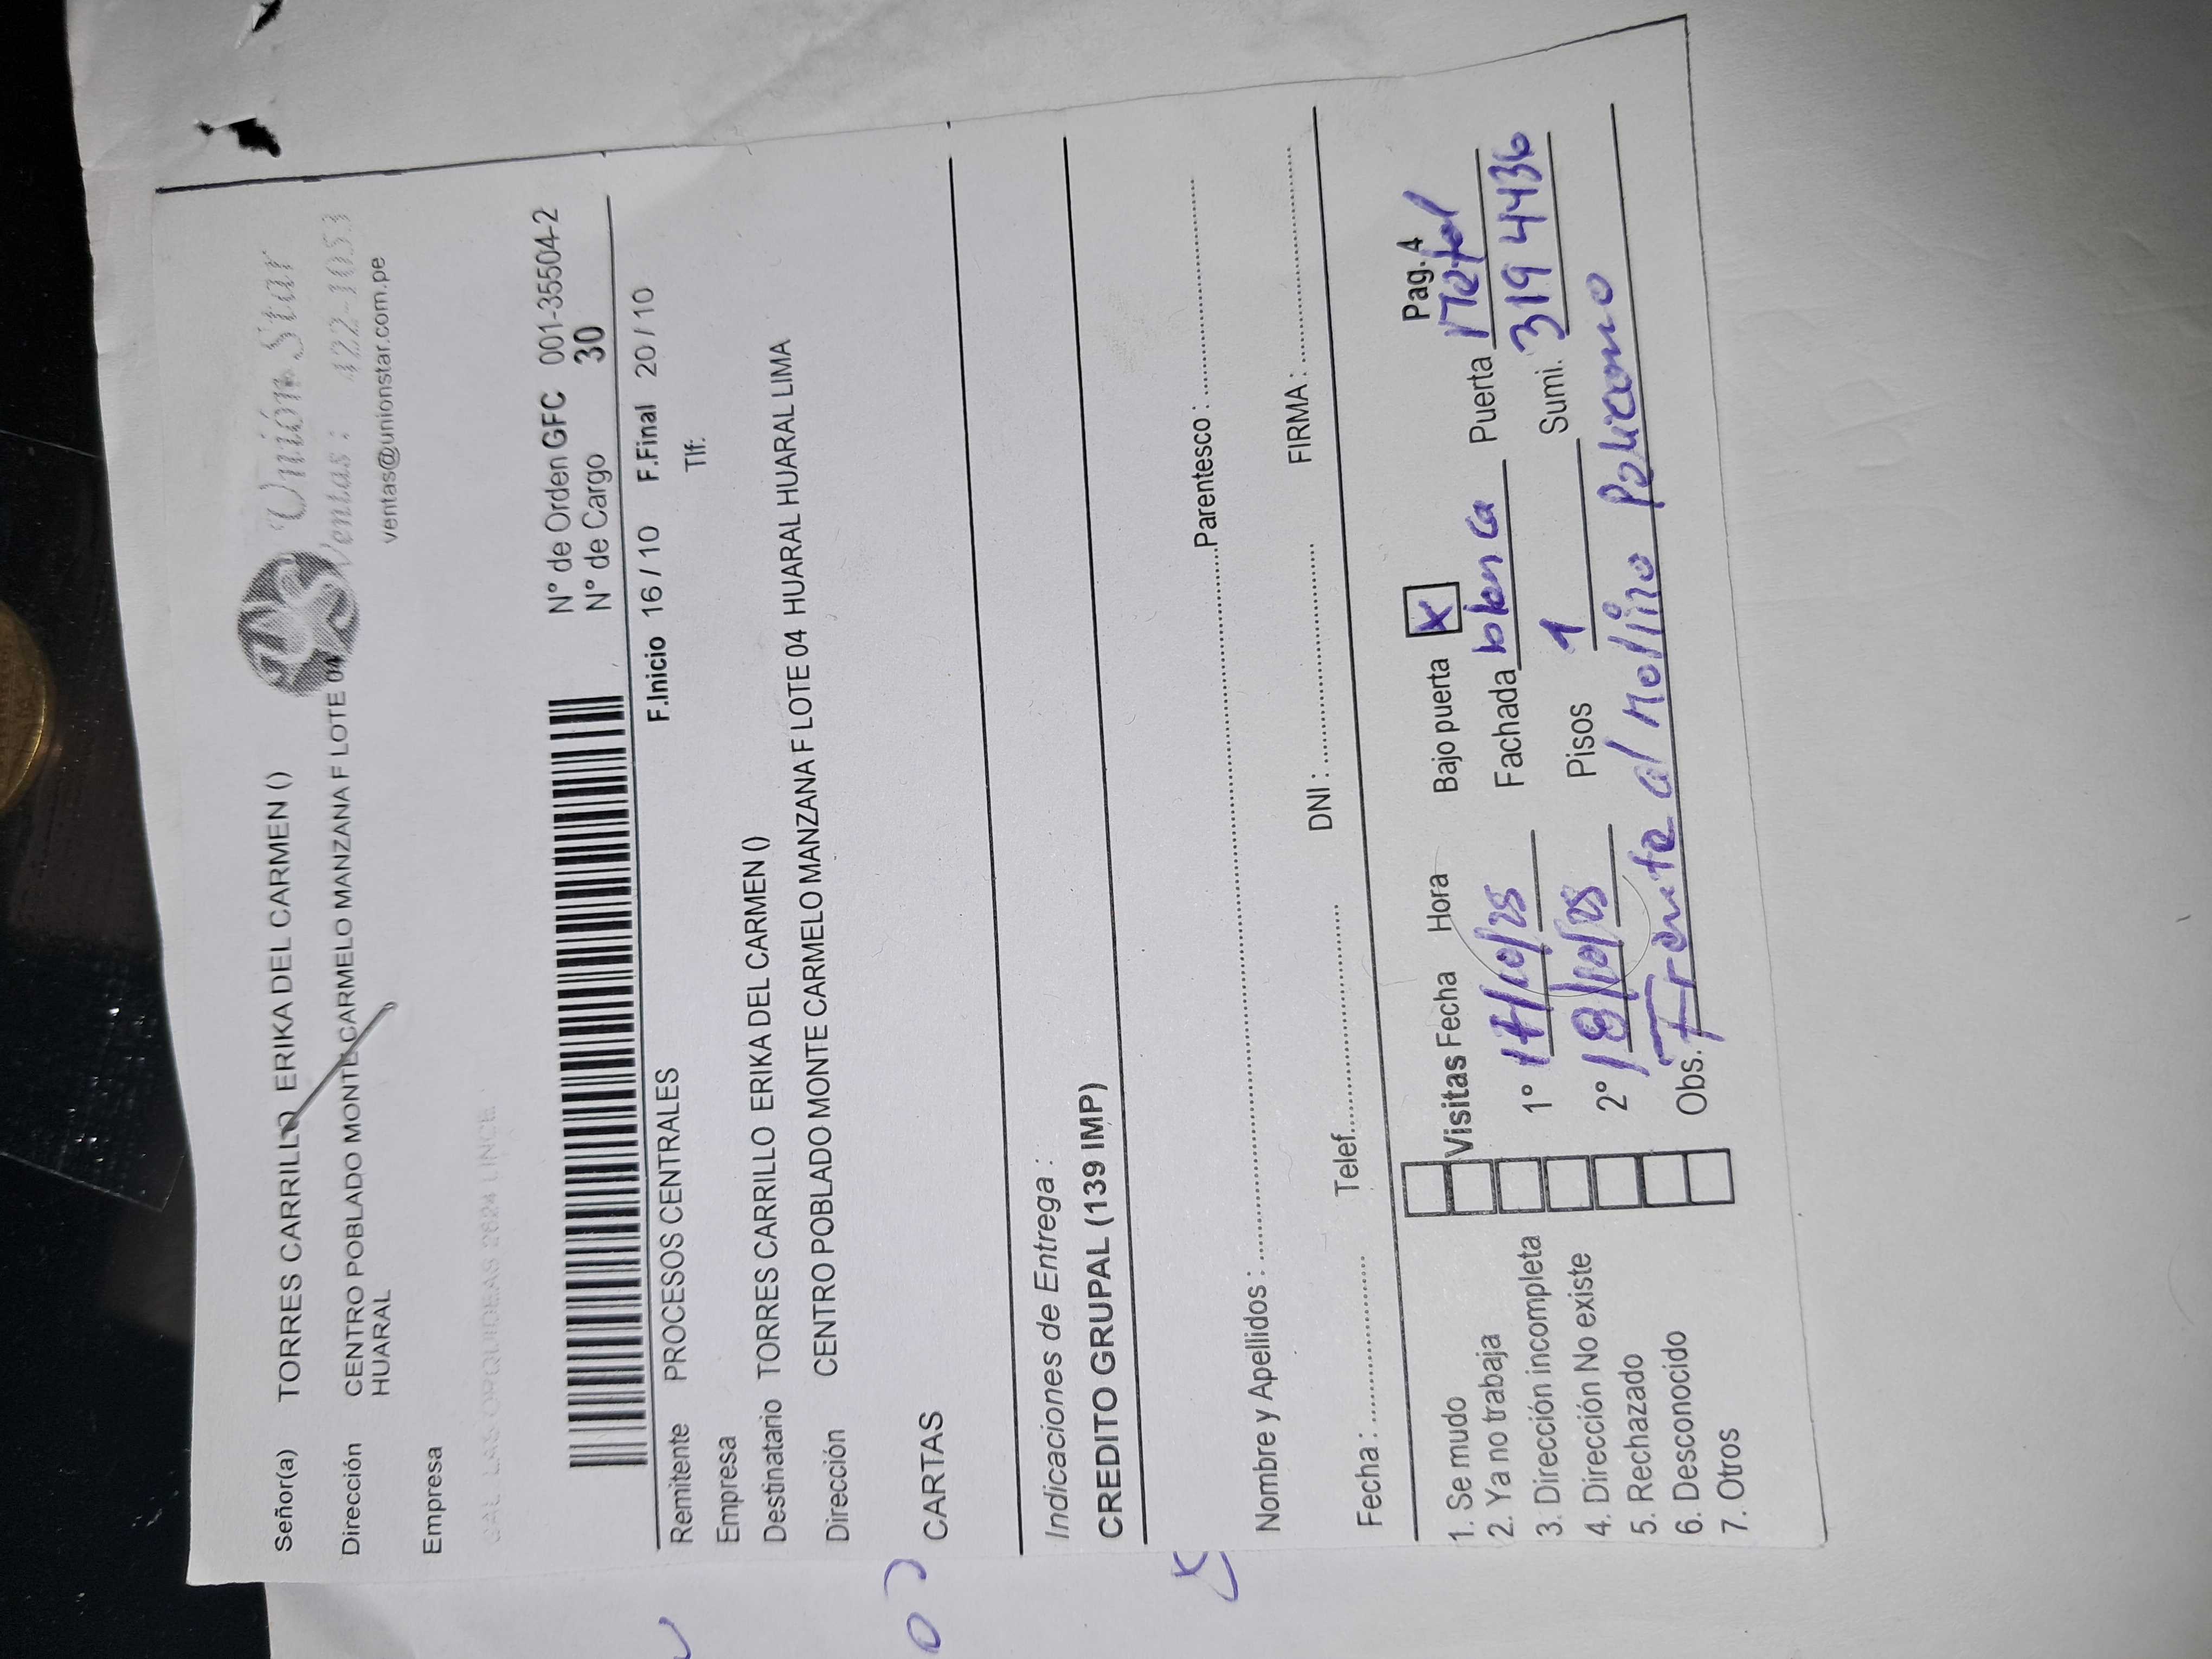 Unión Star
Ventas: 422-1053
ventas@unionstar.com.pe
Señor(a) TORRES CARRILLO ERIKA DEL CARMEN ()
Dirección CENTRO POBLADO MONTE CARMELO MANZANA F LOTE 04
HUARAL
Empresa
CAL LAS ORQUIDEAS 2624 LINCE
N° de Orden GFC 001-35504-2
N° de Cargo 30
F.Inicio 16 / 10 F.Final 20 / 10
Remitente PROCESOS CENTRALES Tlf:
Empresa
Destinatario TORRES CARRILLO ERIKA DEL CARMEN ()
Dirección CENTRO POBLADO MONTE CARMELO MANZANA F LOTE 04 HUARAL HUARAL LIMA
CARTAS
Indicaciones de Entrega :
CREDITO GRUPAL (139 IMP)
Nombre y Apellidos : Parentesco :
Fecha : Telef. DNI : FIRMA :
Pag. 4
1. Se mudo Visitas Fecha Hora Bajo puerta X
2. Ya no trabaja 1° 17/10/25 Fachada blanca Puerta Metal
3. Dirección incompleta
4. Dirección No existe 2° 18/10/25 Pisos 1 Sumi. 3194436
5. Rechazado
6. Desconocido Obs. Frente al Molino
7. Otros